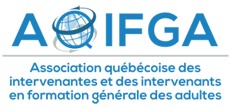 AQIFGA
Association québécoise des
intervenantes et des intervenants
en formation générale des adultes